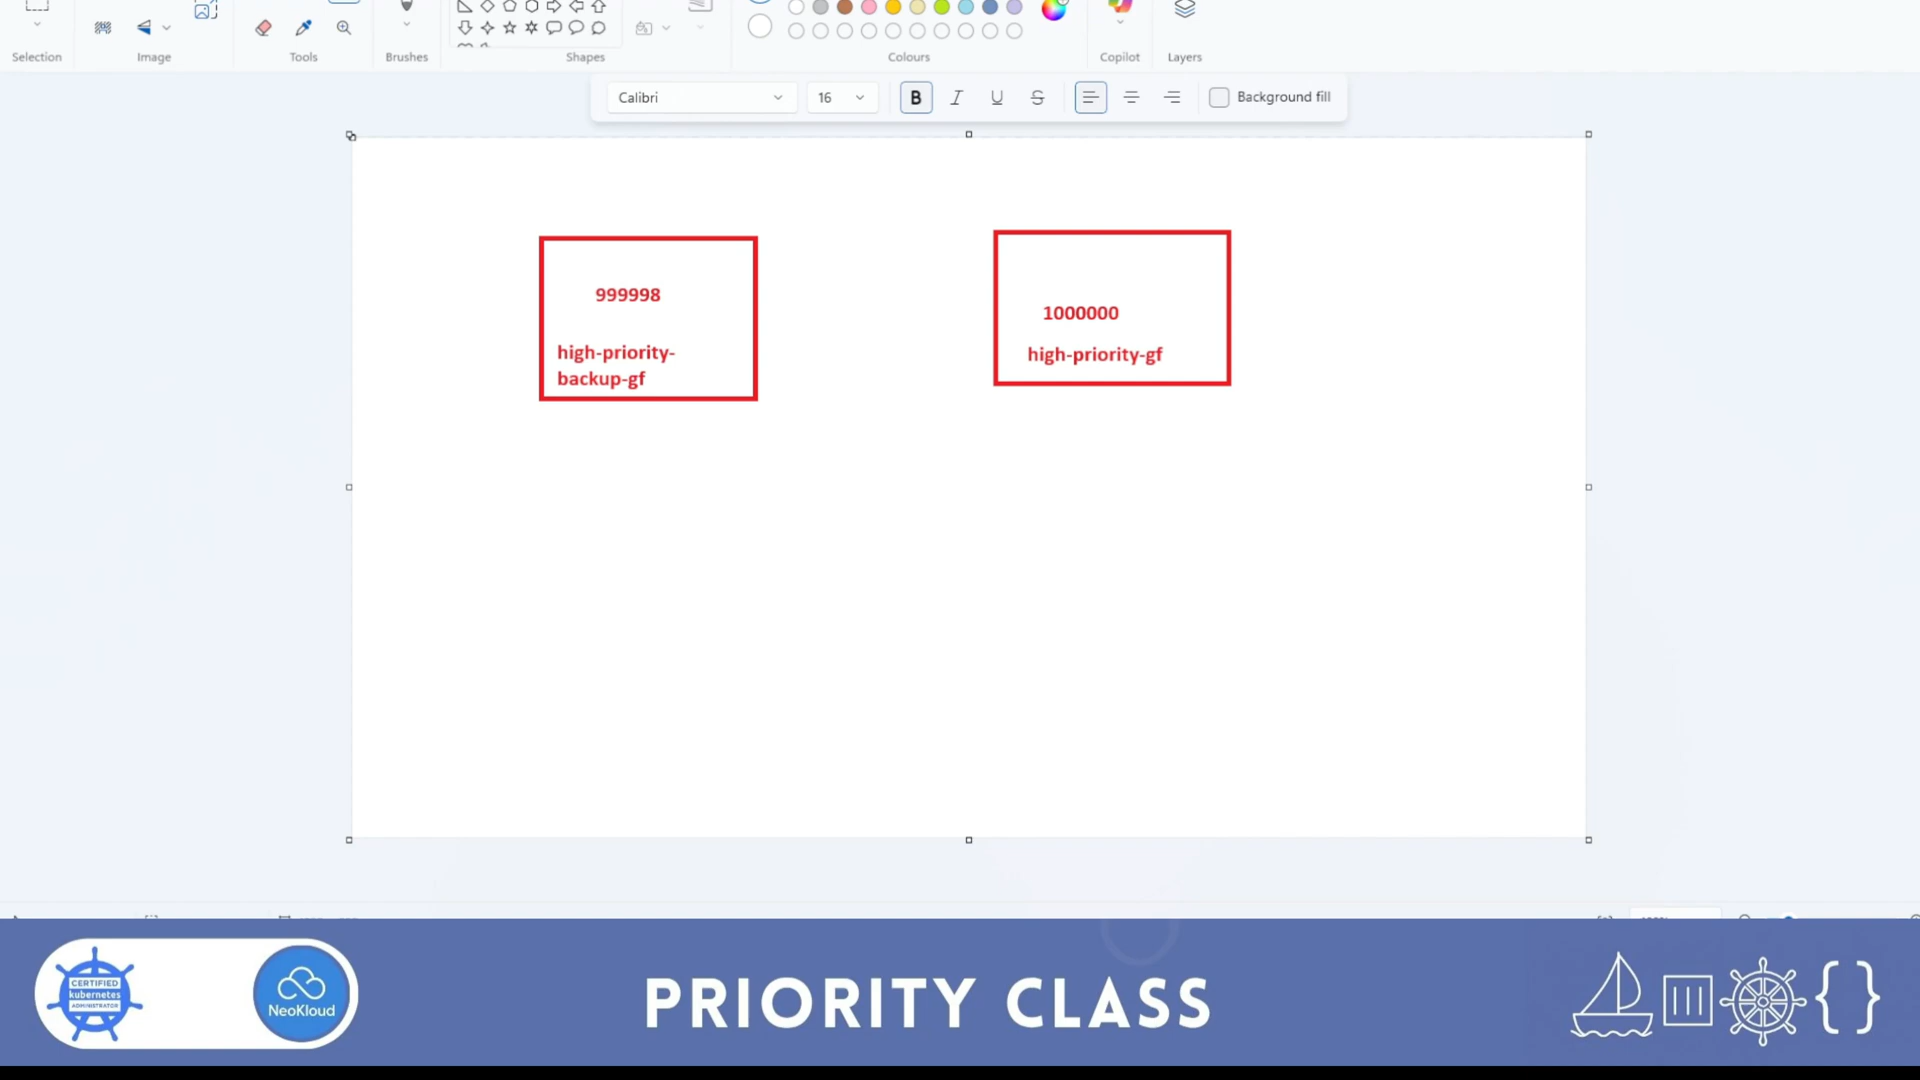 Selection
Image
Tools
Brushes
Shapes
Colours
Copilot
Layers
Calibri
16
B
I
U
S
Background fill
999998
high-priority-
backup-gf
1000000
high-priority-gf
CERTIFIED
kubernetes
ADMINISTRATOR
NeoKloud
PRIORITY CLASS